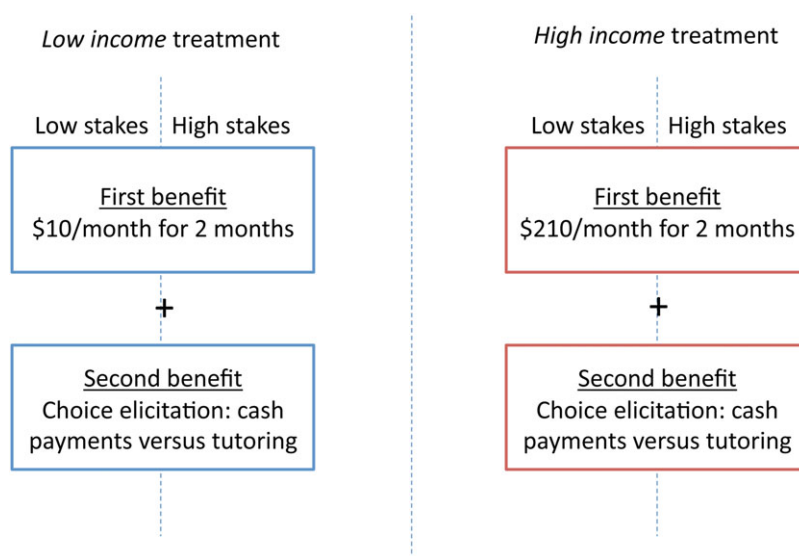 Low income treatment
Low stakes High stakes
First benefit
$10/month for 2 months
+
Second benefit
Choice elicitation: cash
payments versus tutoring
High income treatment
Low stakes High stakes
First benefit
$210/month for 2 months
+
Second benefit
Choice elicitation: cash
payments versus tutoring